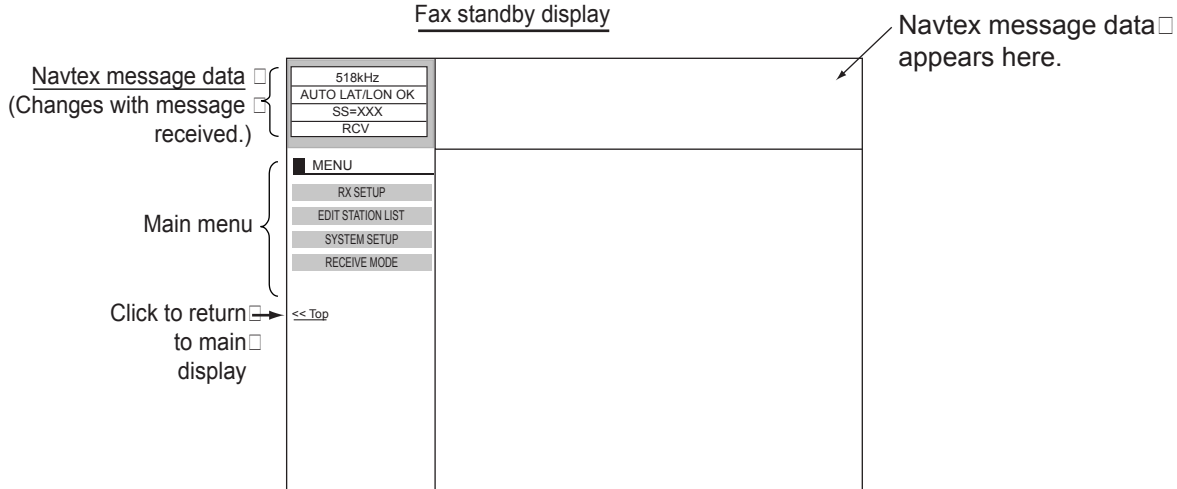 Fax standby display
Navtex message data
appears here.
Navtex message data
(Changes with message
received.)
518kHz
AUTO LAT/LON OK
SS=XXX
RCV
MENU
RX SETUP
EDIT STATION LIST
SYSTEM SETUP
RECEIVE MODE
Main menu
Click to return
to main
display
<< Top